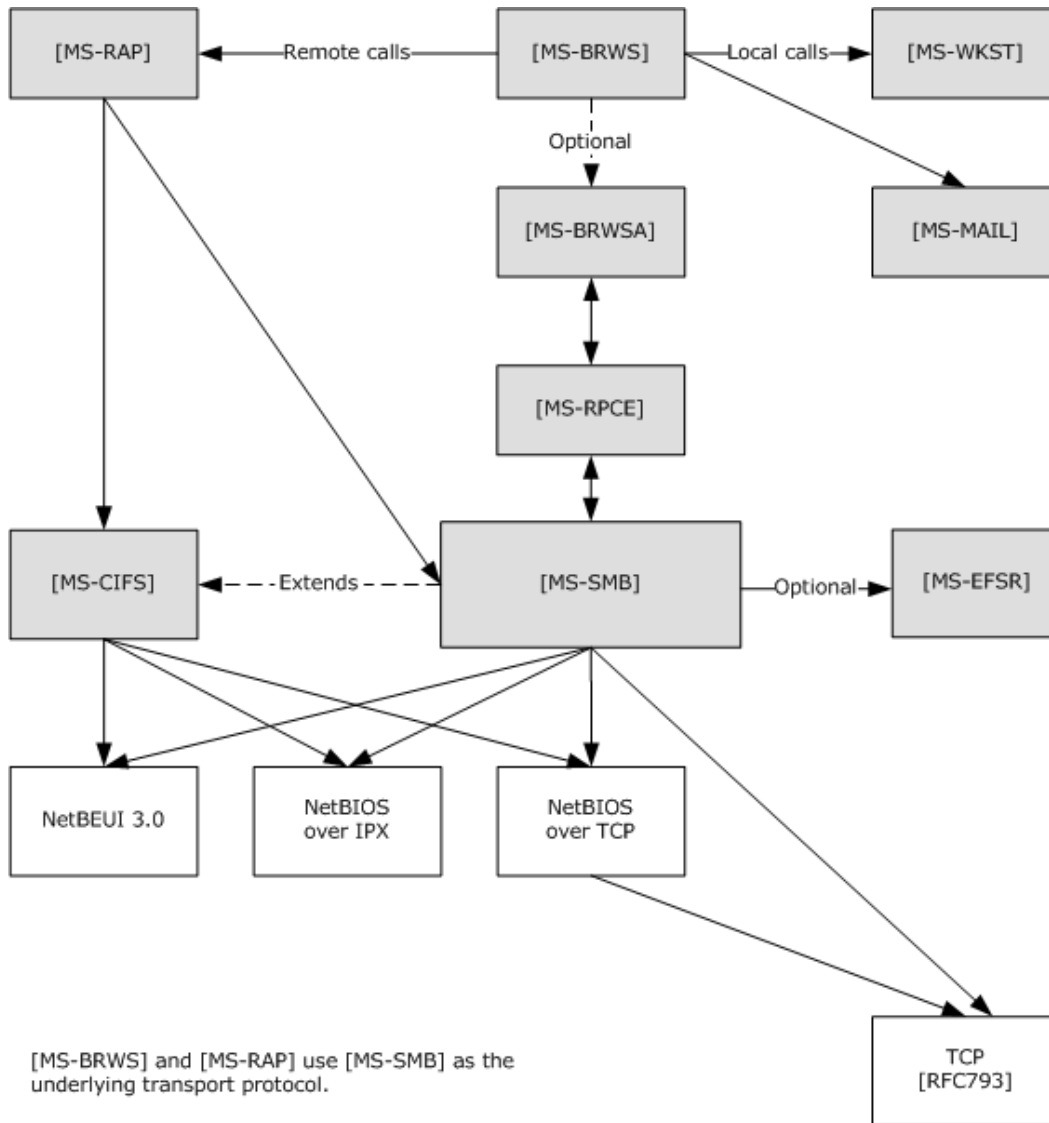 [MS-RAP]
Remote calls
[MS-BRWS]
Local calls
[MS-WKST]
Optional
[MS-BRWSA]
[MS-MAIL]
[MS-RPCE]
[MS-CIFS]
Extends
[MS-SMB]
Optional
[MS-EFSR]
NetBEUI 3.0
NetBIOS
over IPX
NetBIOS
over TCP
[MS-BRWS] and [MS-RAP] use [MS-SMB] as the
underlying transport protocol.
TCP
[RFC793]